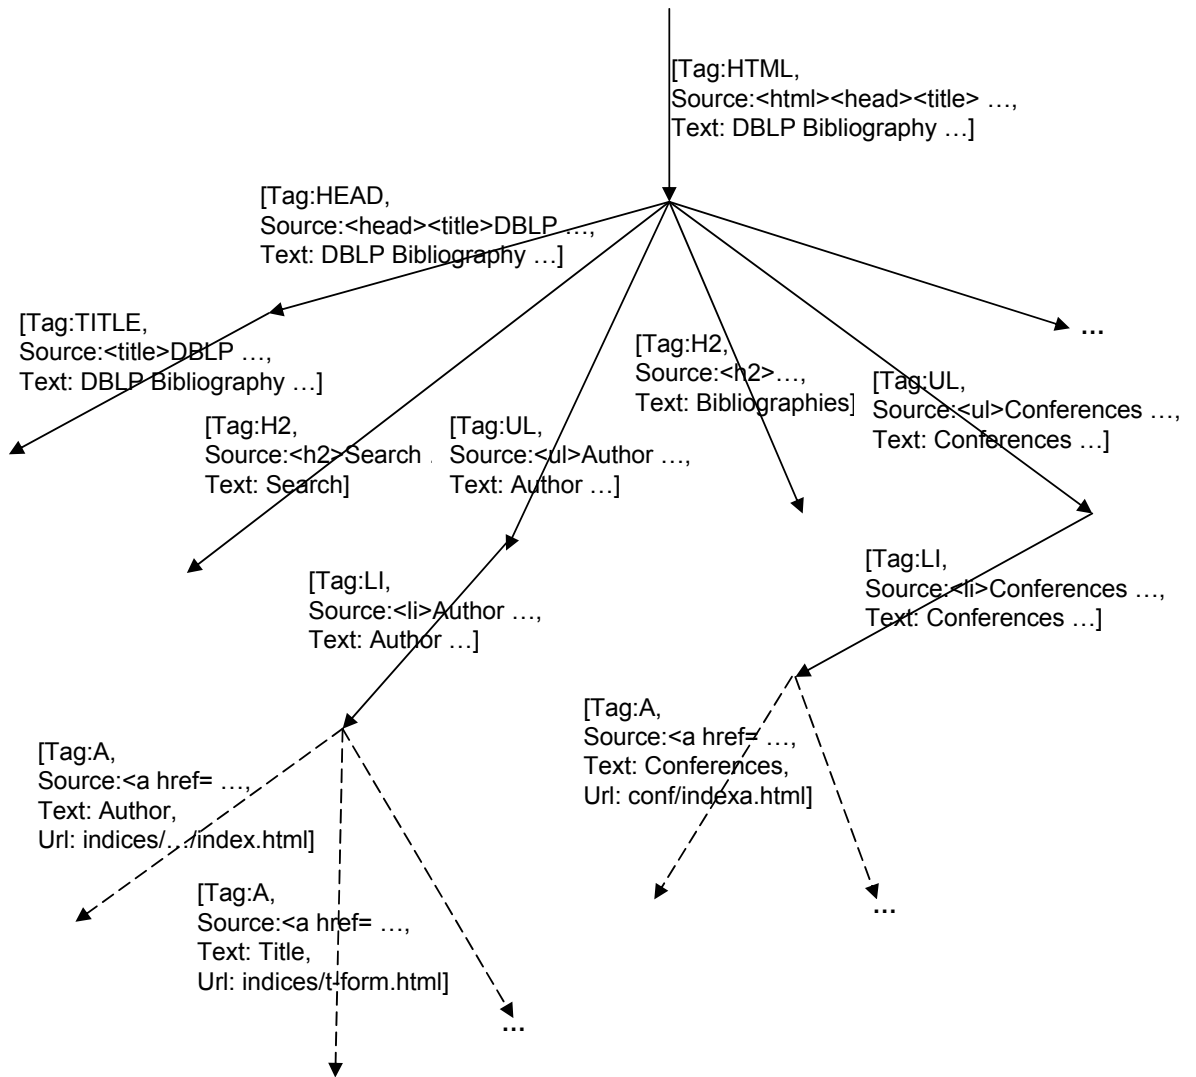 [Tag:HTML,
Source:<html><head><title> …,
Text: DBLP Bibliography …]
[Tag:HEAD,
Source:<head><title>DBLP …,
Text: DBLP Bibliography …]
[Tag:TITLE,
Source:<title>DBLP …,
Text: DBLP Bibliography …]
…
[Tag:H2,
Source:<h2>…,
Text: Bibliographies]
[Tag:UL,
Source:<ul>Conferences …,
Text: Conferences …]
[Tag:H2,
Source:<h2>Search .
Text: Search]
[Tag:UL,
Source:<ul>Author …,
Text: Author …]
[Tag:LI,
Source:<li>Author …,
Text: Author …]
[Tag:LI,
Source:<li>Conferences …,
Text: Conferences …]
[Tag:A,
Source:<a href= …,
Text: Author,
Url: indices/…/index.html]
[Tag:A,
Source:<a href= …,
Text: Conferences,
Url: conf/indexa.html]
[Tag:A,
Source:<a href= …,
Text: Title,
Url: indices/t-form.html]
…
…